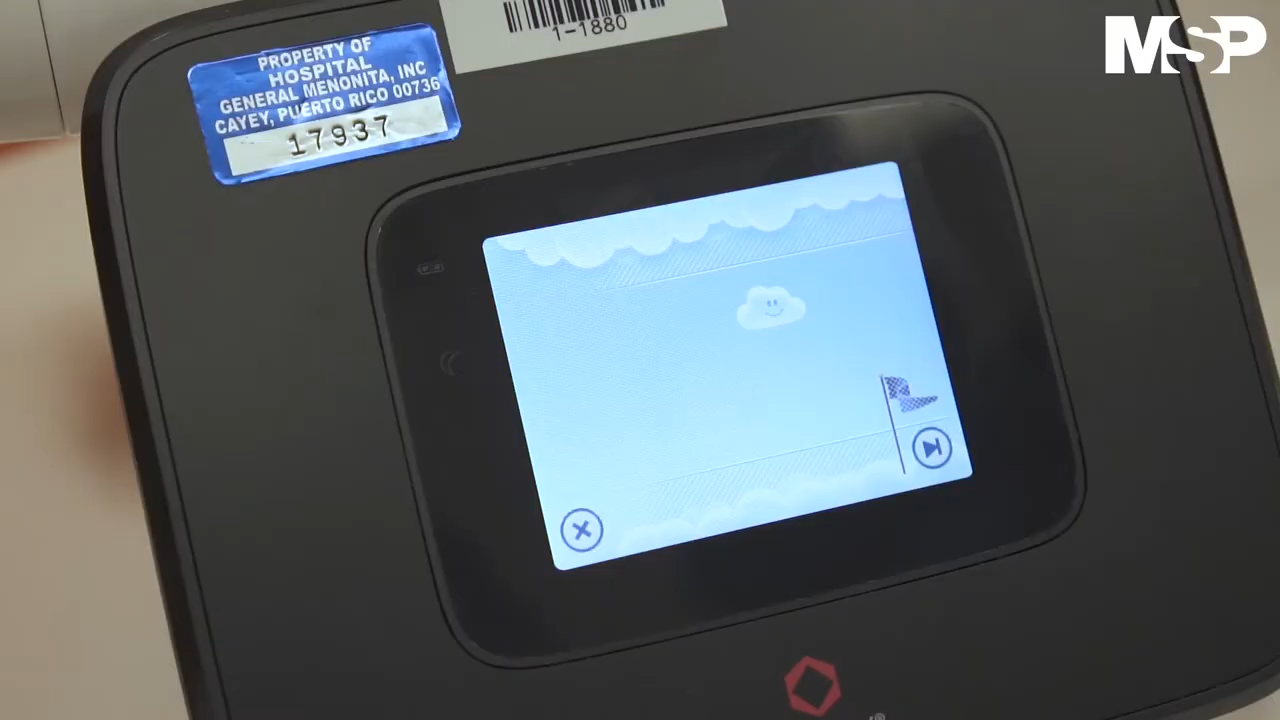 1-1880
MSP
PROPERTY OF
HOSPITAL
GENERAL MENONITA, INC
CAYEY, PUERTO RICO 00736
17937